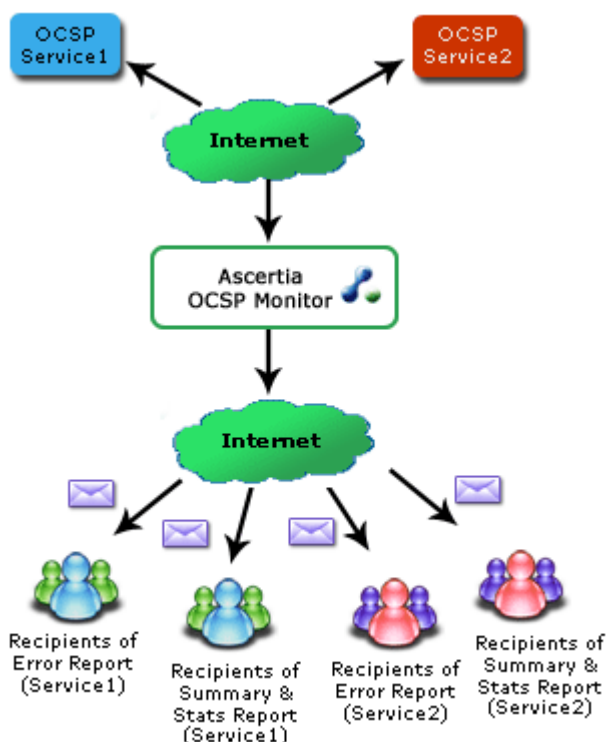 OCSP
Service1
OCSP
Service2
Internet
Ascertia
OCSP Monitor
Internet
Recipients of
Error Report
(Service1)
Recipients of
Summary &
Stats Report
(Service1)
Recipients of
Error Report
(Service2)
Recipients of
Summary &
Stats Report
(Service2)